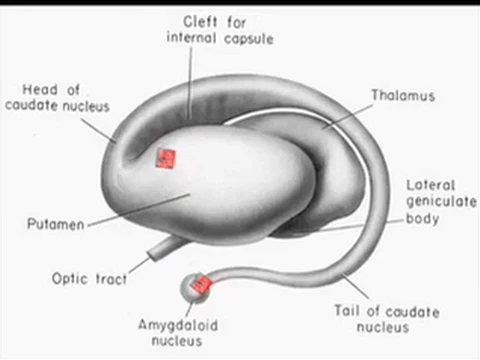 Cleft for
internal capsule
Head of
caudate nucleus
Thalamus
Lateral
geniculate
body
Putamen
Optic tract
Amygdaloid
nucleus
Tail of caudate
nucleus